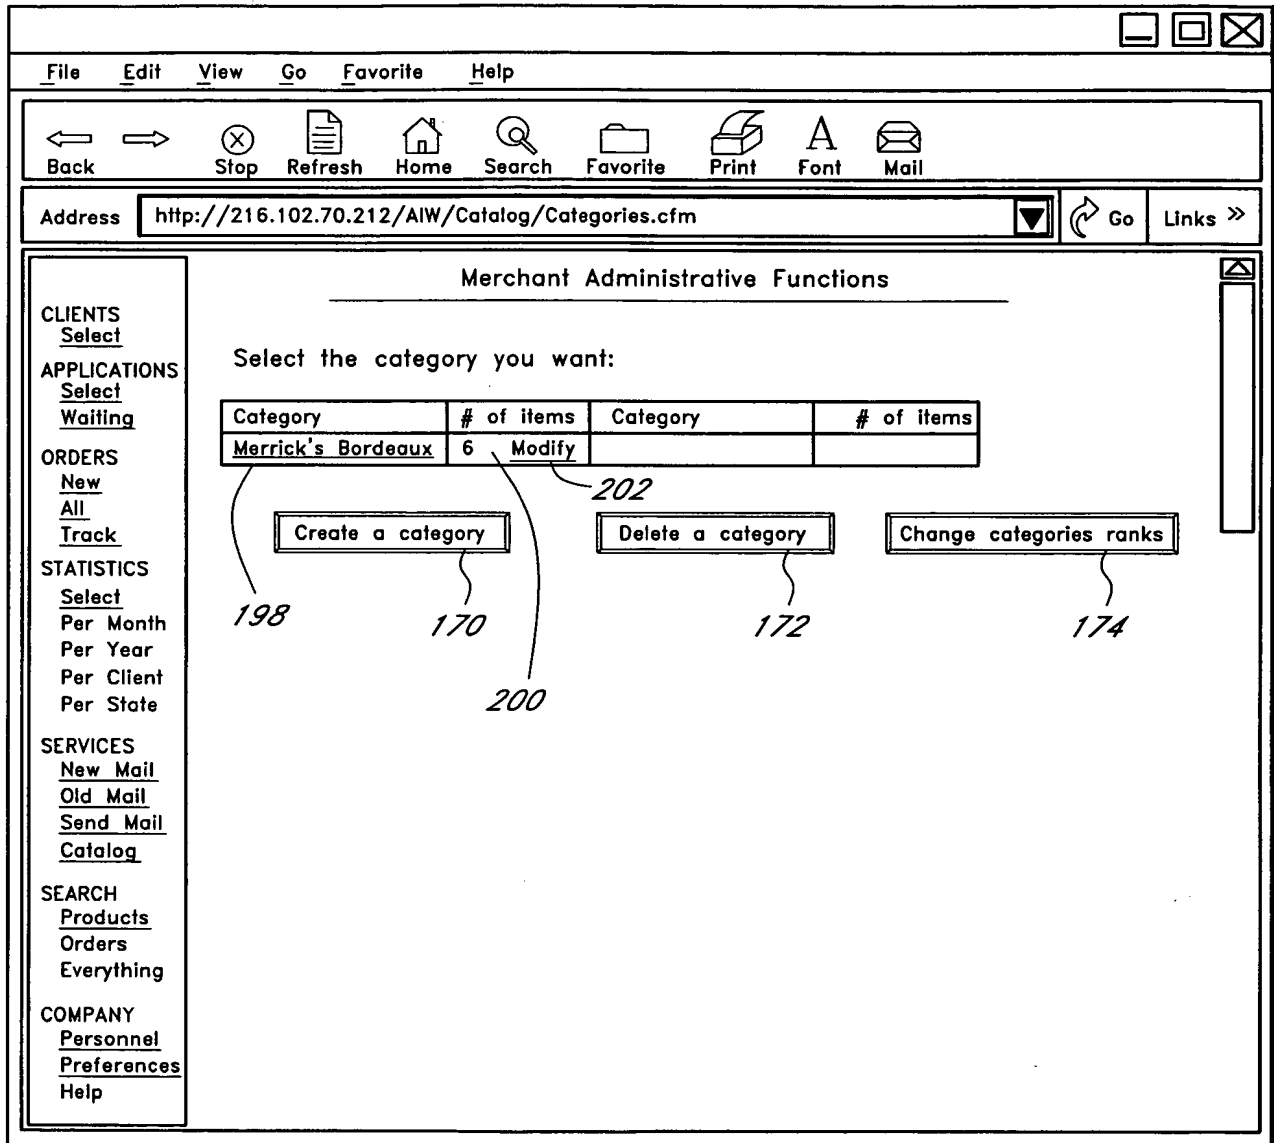 File Edit View Go Favorite Help
Back Stop Refresh Home Search Favorite Print Font Mail
Address http://216.102.70.212/AIW/Catalog/Categories.cfm Go Links »
Merchant Administrative Functions
CLIENTS
Select
APPLICATIONS
Select
Waiting
ORDERS
New
All
Track
STATISTICS
Select
Per Month
Per Year
Per Client
Per State
SERVICES
New Mail
Old Mail
Send Mail
Catalog
SEARCH
Products
Orders
Everything
COMPANY
Personnel
Preferences
Help
Select the category you want:
Category # of items Category # of items
Merrick's Bordeaux 6 Modify
202
Create a category Delete a category Change categories ranks
198 170 172 174
200